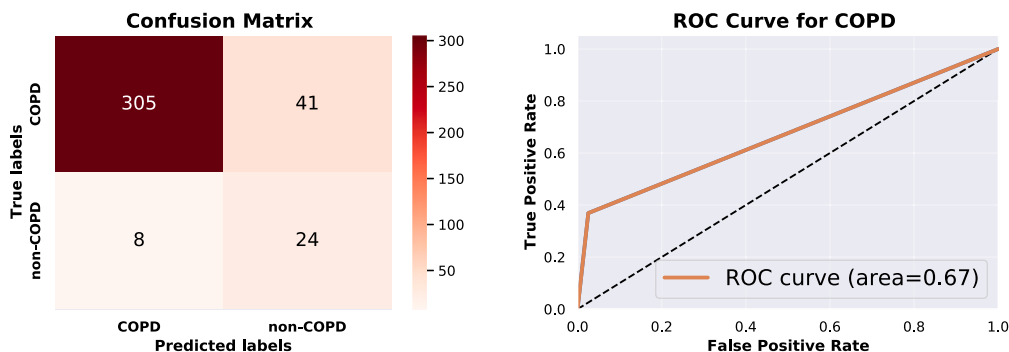 Confusion Matrix
COPD
non-COPD
True labels
305
41
8
24
COPD
non-COPD
Predicted labels
300
250
200
150
100
50
ROC Curve for COPD
True Positive Rate
1.0
0.8
0.6
0.4
0.2
0.0
ROC curve (area=0.67)
0.0
0.2
0.4
0.6
0.8
1.0
False Positive Rate